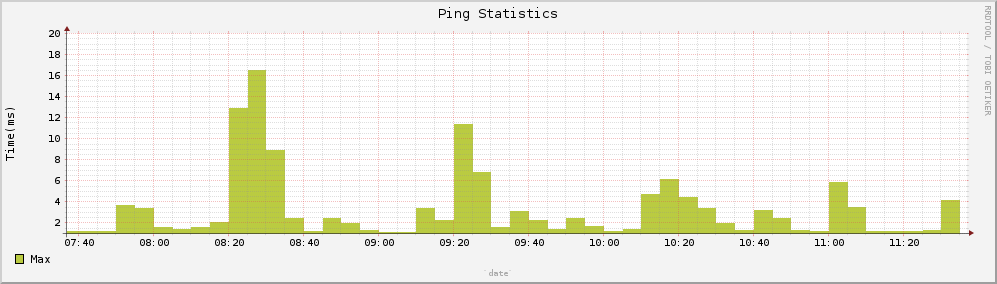 Ping Statistics
RRDTOOL / TOBI OETIKER
Time(ms)
20
18
16
14
12
10
8
6
4
2
07:40 08:00 08:20 08:40 09:00 09:20 09:40 10:00 10:20 10:40 11:00 11:20
Max
`date`